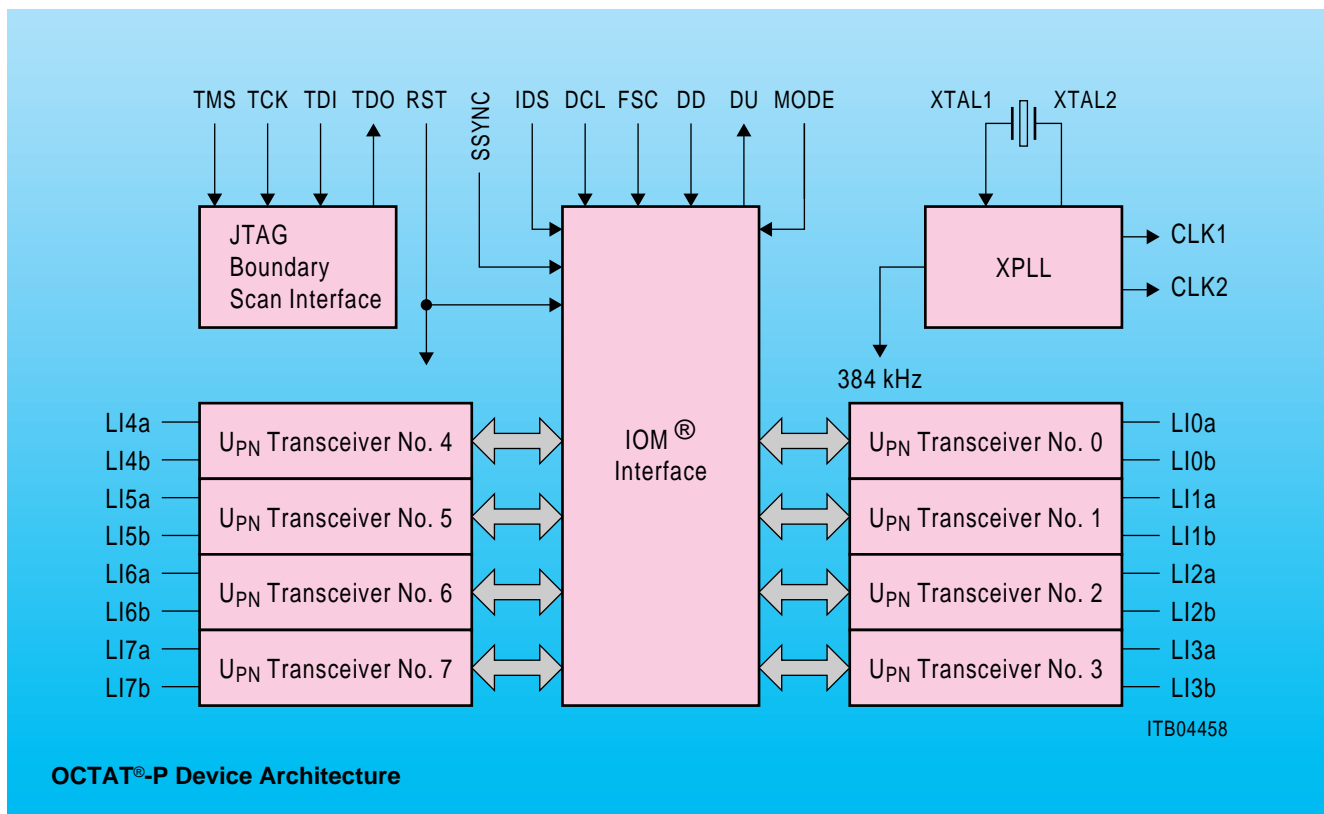 TMS TCK TDI TDO RST SSYNC IDS DCL FSC DD DU MODE XTAL1 XTAL2
JTAG
Boundary
Scan Interface
XPLL
CLK1
CLK2
384 kHz
IOM®
Interface
LI4a
LI4b
UPN Transceiver No. 4
LI5a
LI5b
UPN Transceiver No. 5
LI6a
LI6b
UPN Transceiver No. 6
LI7a
LI7b
UPN Transceiver No. 7
UPN Transceiver No. 0
LI0a
LI0b
UPN Transceiver No. 1
LI1a
LI1b
UPN Transceiver No. 2
LI2a
LI2b
UPN Transceiver No. 3
LI3a
LI3b
ITB04458
OCTAT®-P Device Architecture